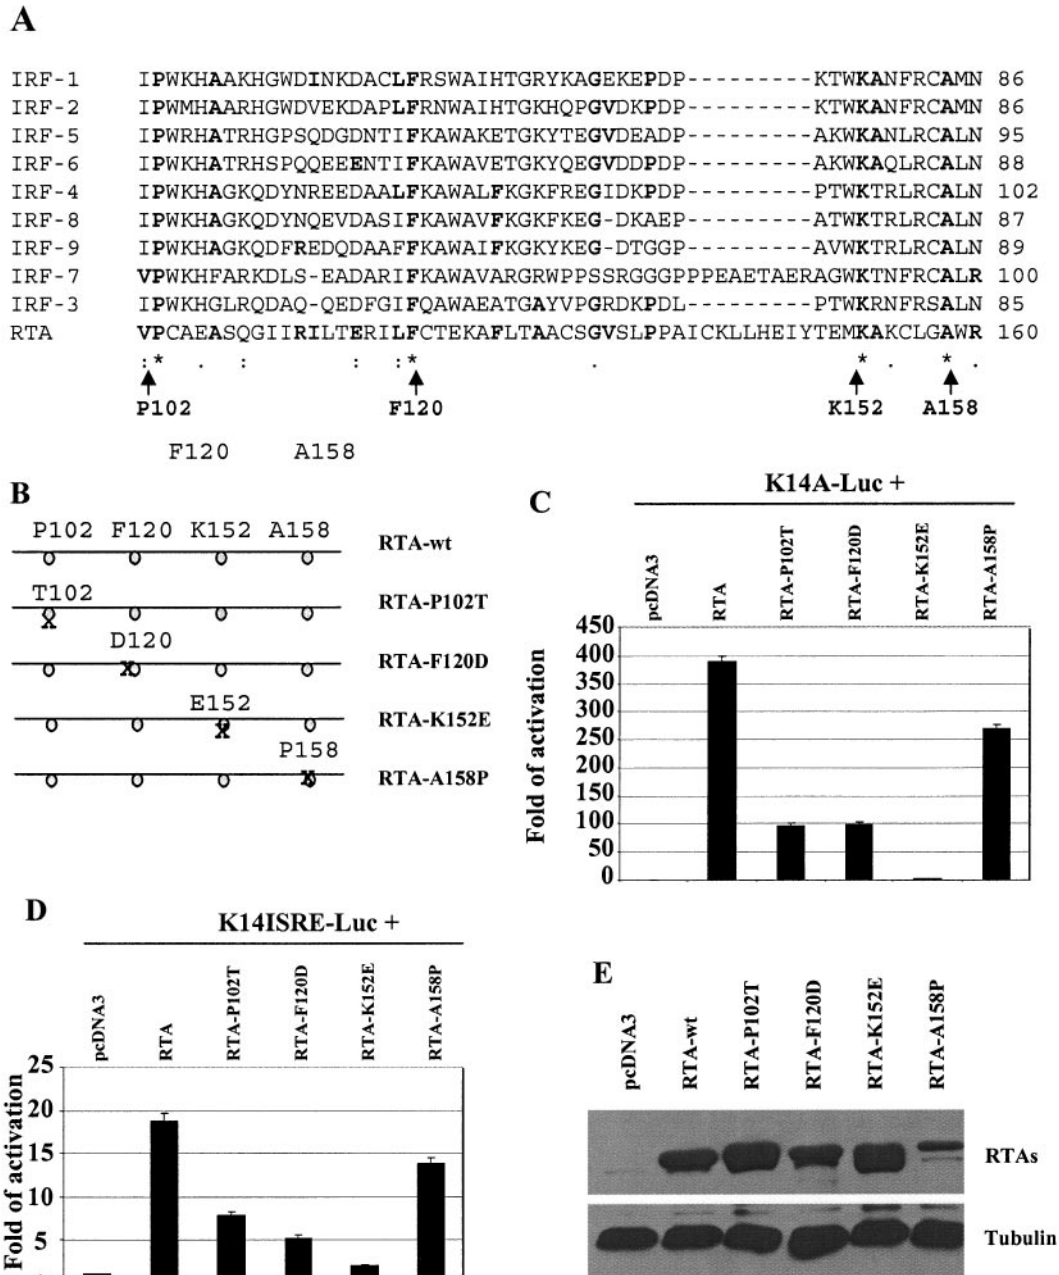 A
IRF-1 IPWKHAAKHGWDINKDACLFRSWAIHTGRYKAGEKEPDP---------KTWKANFRCAMN 86
IRF-2 IPWMHAARHGWDVEKDAPLFRNWAIHTGKHQPGVDKPDP---------KTWKANFRCAMN 86
IRF-5 IPWRHATRHGPSQDGDNTIFKAWAKETGKYTEGVDEADP---------AKWKANLRCALN 95
IRF-6 IPWKHATRHSPQQEEENTIFKAWAVETGKYQEGVDDPDP---------AKWKAQLRCALN 88
IRF-4 IPWKHAGKQDYNREEDAALFKAWALFKGKFREGIDKPDP---------PTWKTRLRCALN 102
IRF-8 IPWKHAGKQDYNQEVDASIFKAWAVFKGKFKEG-DKAEP---------ATWKTRLRCALN 87
IRF-9 IPWKHAGKQDFREDQDAAFFKAWAIFKGKYKEG-DTGGP---------AVWKTRLRCALN 89
IRF-7 VPWKHFARKDLS-EADARIFKAWAVARGRWPPSSRGGGPPPEAETAERAGWKTNFRCALR 100
IRF-3 IPWKHGLRQDAQ-QEDFGIFQAWAEATGAYVPGRDKPDL---------PTWKRNFRSALN 85
RTA VPCAEASQGIIRILTERILFCTEKAFLTAACSGVSLPPAICKLLHEIYTEMKAKCLGAWR 160
:* . : : :* . * . * .
P102 F120 K152 A158
F120 A158
B
P102 F120 K152 A158
RTA-wt
T102
RTA-P102T
D120
RTA-F120D
E152
RTA-K152E
P158
RTA-A158P
C
K14A-Luc +
pcDNA3 RTA RTA-P102T RTA-F120D RTA-K152E RTA-A158P
Fold of activation
450
400
350
300
250
200
150
100
50
0
D
K14ISRE-Luc +
pcDNA3 RTA RTA-P102T RTA-F120D RTA-K152E RTA-A158P
Fold of activation
25
20
15
10
5
E
pcDNA3 RTA-wt RTA-P102T RTA-F120D RTA-K152E RTA-A158P
RTAs
Tubulin